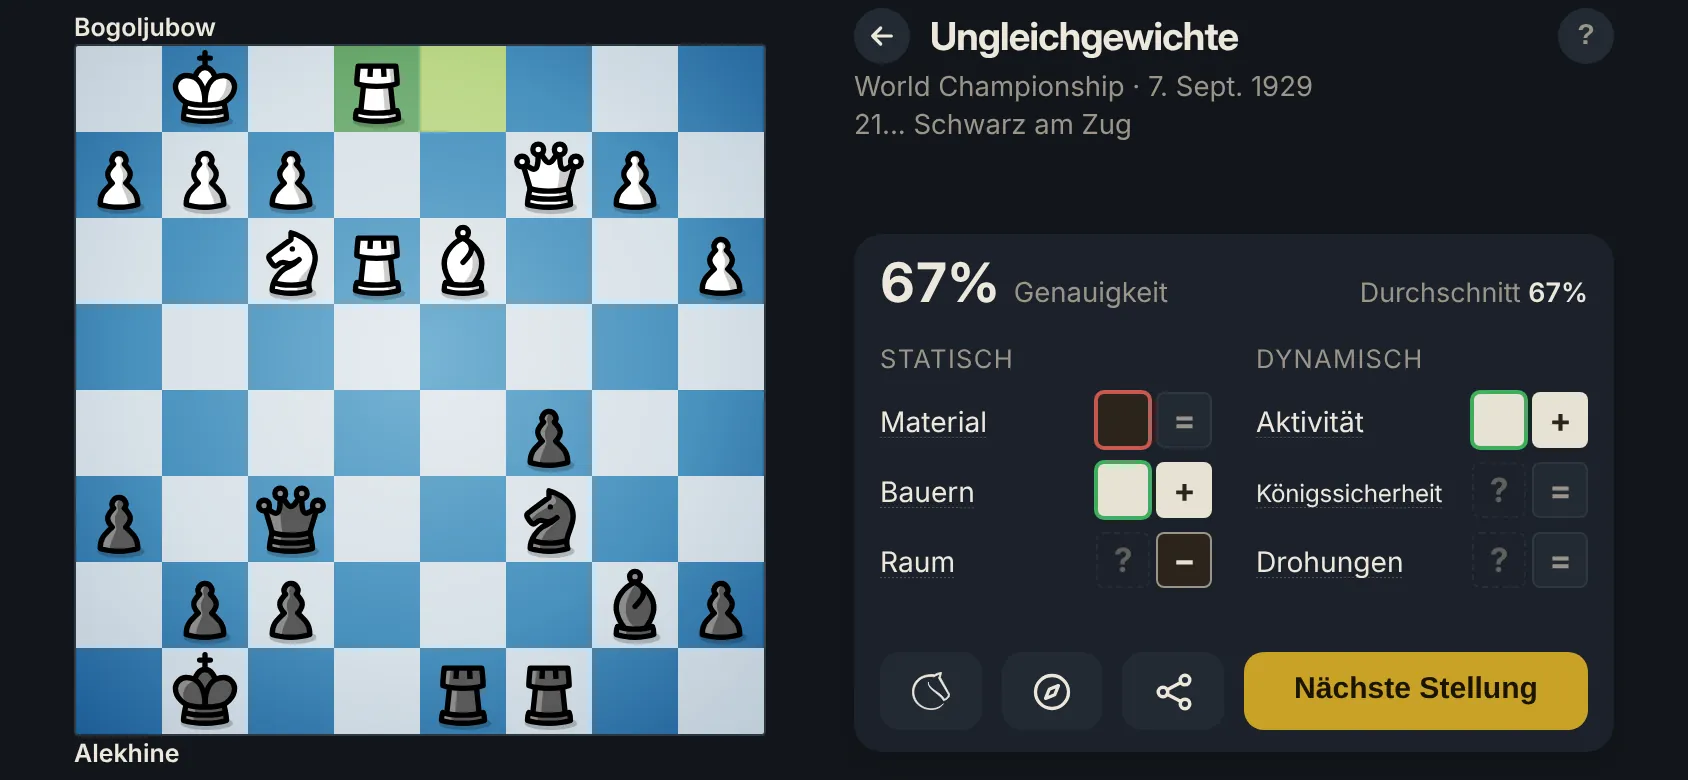 Bogoljubow
Alekhine
Ungleichgewichte
?
World Championship · 7. Sept. 1929
21... Schwarz am Zug
67% Genauigkeit
Durchschnitt 67%
STATISCH
DYNAMISCH
Material
=
Aktivität
+
Bauern
+
Königssicherheit
?
=
Raum
?
−
Drohungen
?
=
Nächste Stellung